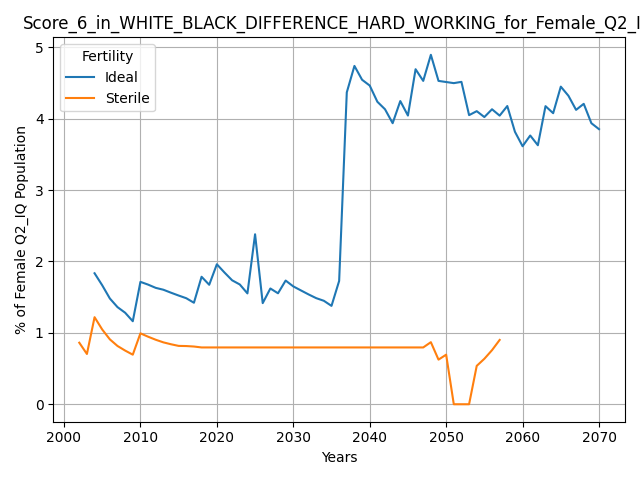 Score_6_in_WHITE_BLACK_DIFFERENCE_HARD_WORKING_for_Female_Q2_I
Fertility
Ideal
Sterile
% of Female Q2_IQ Population
5
4
3
2
1
0
2000 2010 2020 2030 2040 2050 2060 2070
Years